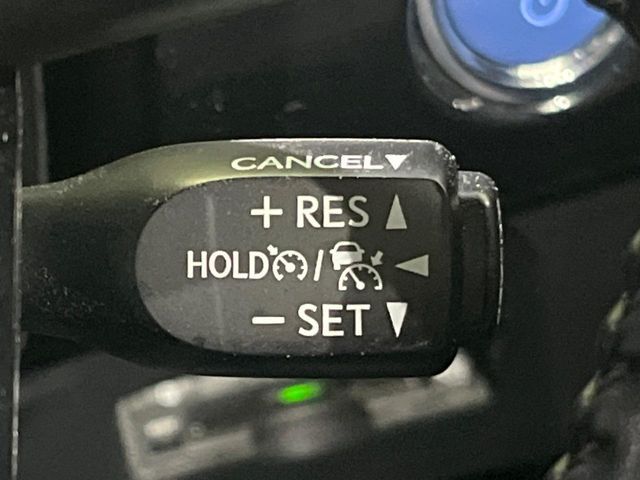 CANCEL
+ RES
HOLD /
- SET